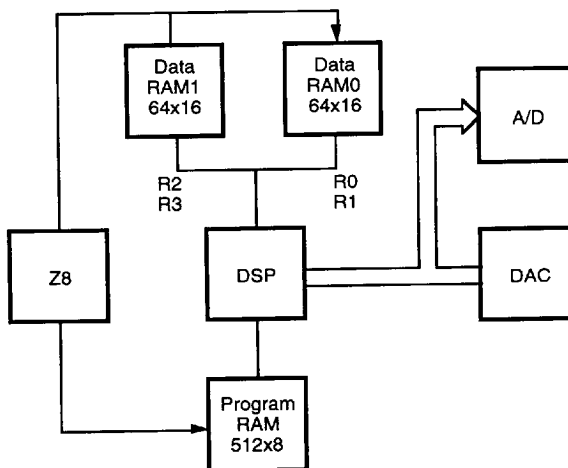 Data
RAM1
64x16
Data
RAM0
64x16
A/D
R2
R3
R0
R1
Z8
DSP
DAC
Program
RAM
512x8